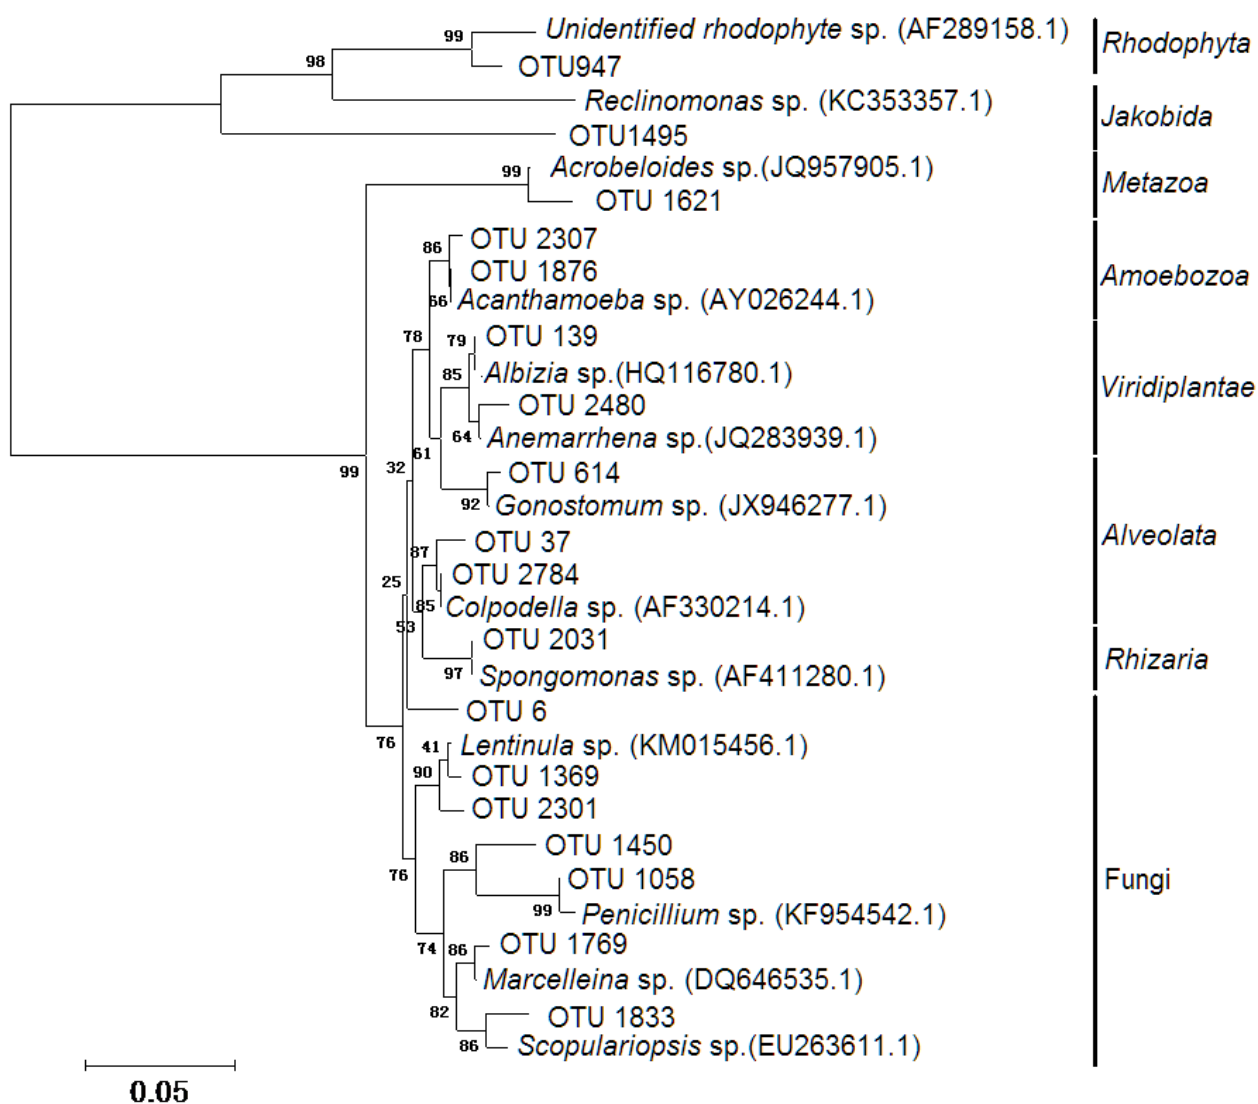 99
Unidentified rhodophyte sp. (AF289158.1)
Rhodophyta
98
OTU947
Reclinomonas sp. (KC353357.1)
Jakobida
OTU1495
99
Acrobeloides sp.(JQ957905.1)
Metazoa
OTU 1621
86
OTU 2307
OTU 1876
Amoebozoa
66
Acanthamoeba sp. (AY026244.1)
78
79
OTU 139
85
Albizia sp.(HQ116780.1)
Viridiplantae
OTU 2480
64
Anemarrhena sp.(JQ283939.1)
61
32
99
OTU 614
92
Gonostomum sp. (JX946277.1)
Alveolata
87
OTU 37
25
OTU 2784
85
Colpodella sp. (AF330214.1)
53
OTU 2031
Rhizaria
97
Spongomonas sp. (AF411280.1)
OTU 6
76
41
Lentinula sp. (KM015456.1)
90
OTU 1369
OTU 2301
86
OTU 1450
76
OTU 1058
Fungi
99
Penicillium sp. (KF954542.1)
74
86
OTU 1769
Marcelleina sp. (DQ646535.1)
82
OTU 1833
86
Scopulariopsis sp.(EU263611.1)
0.05